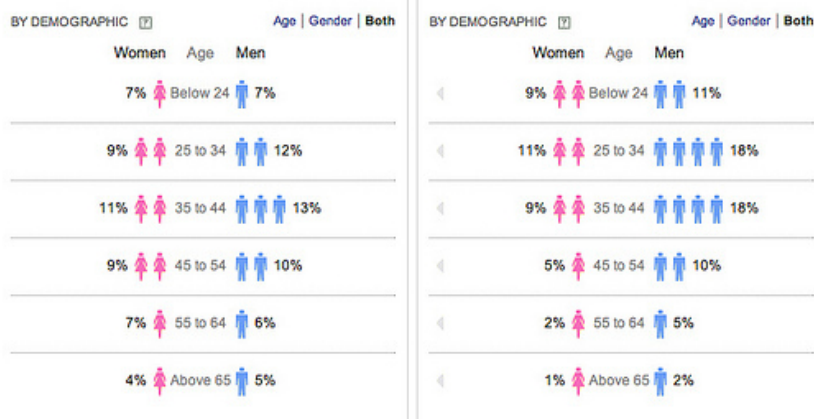 BY DEMOGRAPHIC ? Age | Gender | Both
Women Age Men
7% Below 24 7%
9% 25 to 34 12%
11% 35 to 44 13%
9% 45 to 54 10%
7% 55 to 64 6%
4% Above 65 5%
BY DEMOGRAPHIC ? Age | Gender | Both
Women Age Men
9% Below 24 11%
11% 25 to 34 18%
9% 35 to 44 18%
5% 45 to 54 10%
2% 55 to 64 5%
1% Above 65 2%